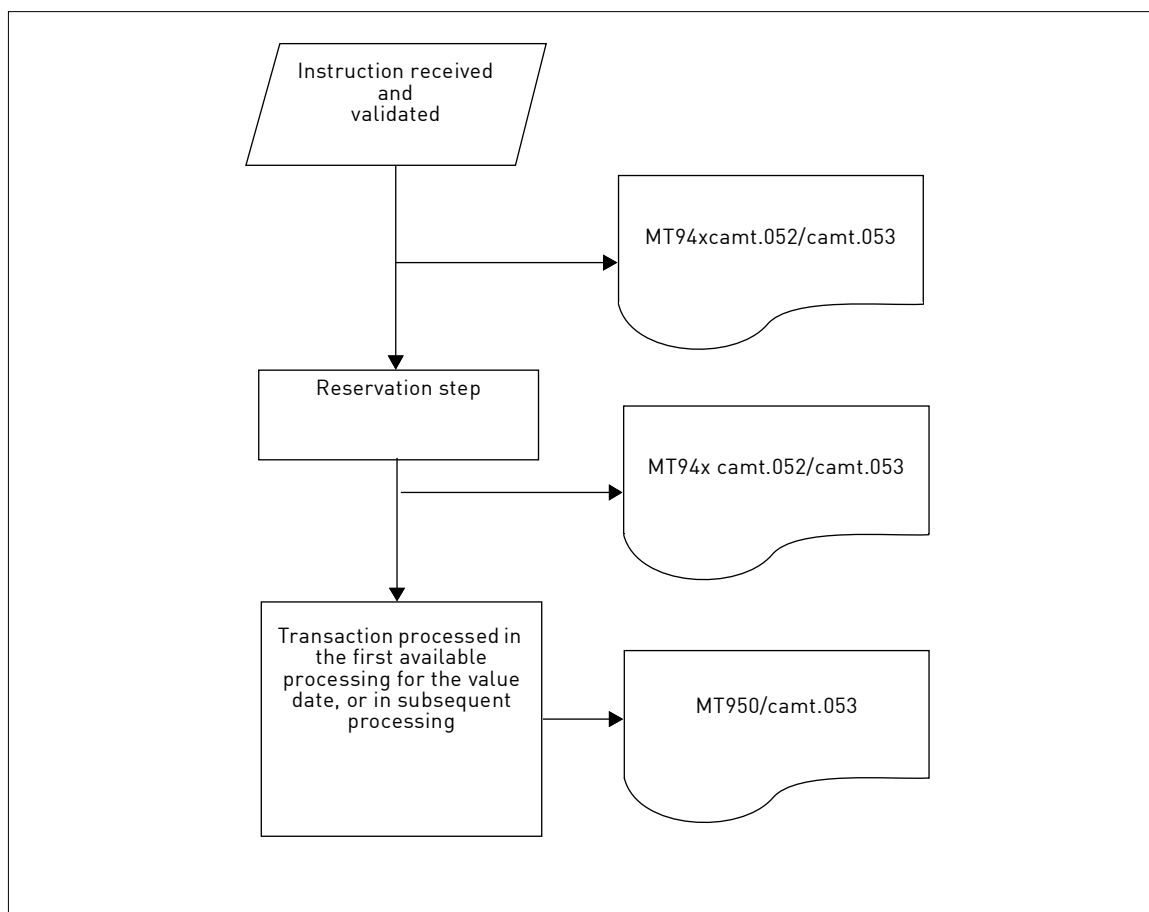 Instruction received
and
validated
MT94xcamt.052/camt.053
Reservation step
MT94x camt.052/camt.053
Transaction processed in
the first available
processing for the value
date, or in subsequent
processing
MT950/camt.053